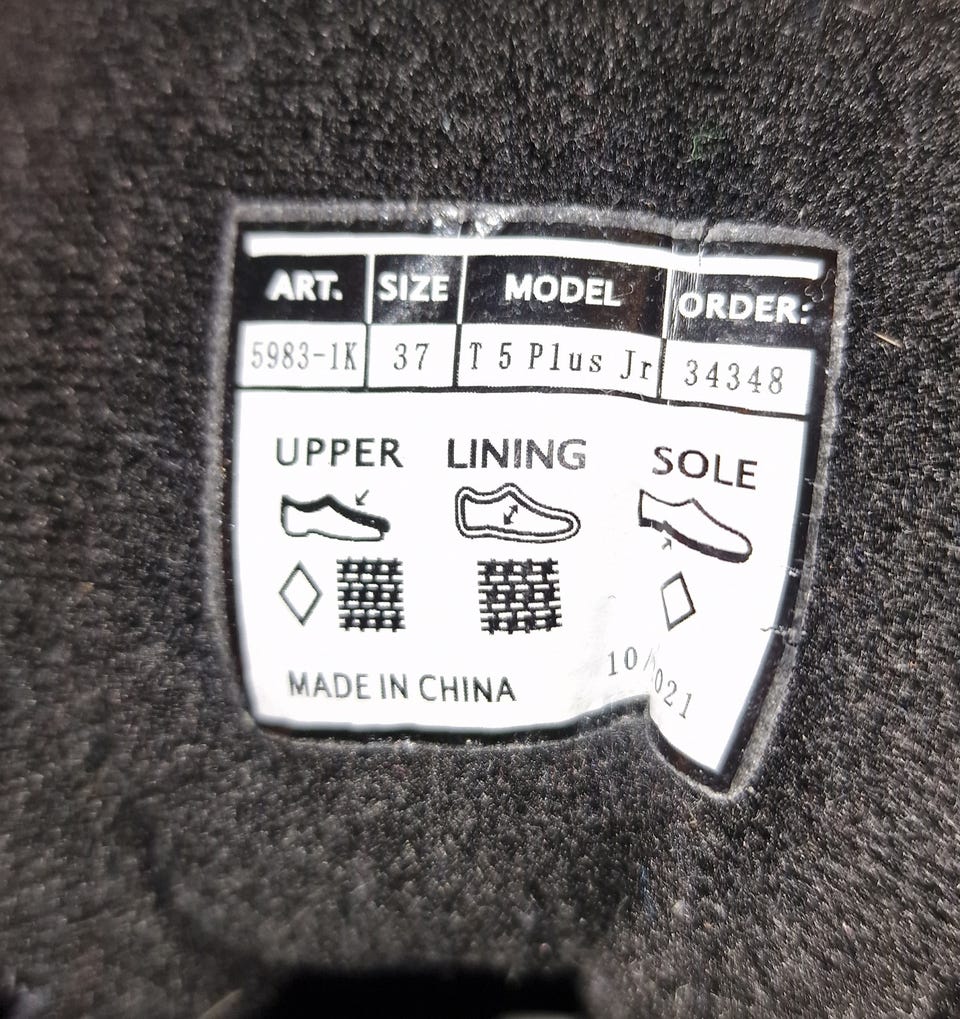 ART. SIZE MODEL ORDER:
5983-1K 37 T 5 Plus Jr 34348
UPPER LINING SOLE
MADE IN CHINA